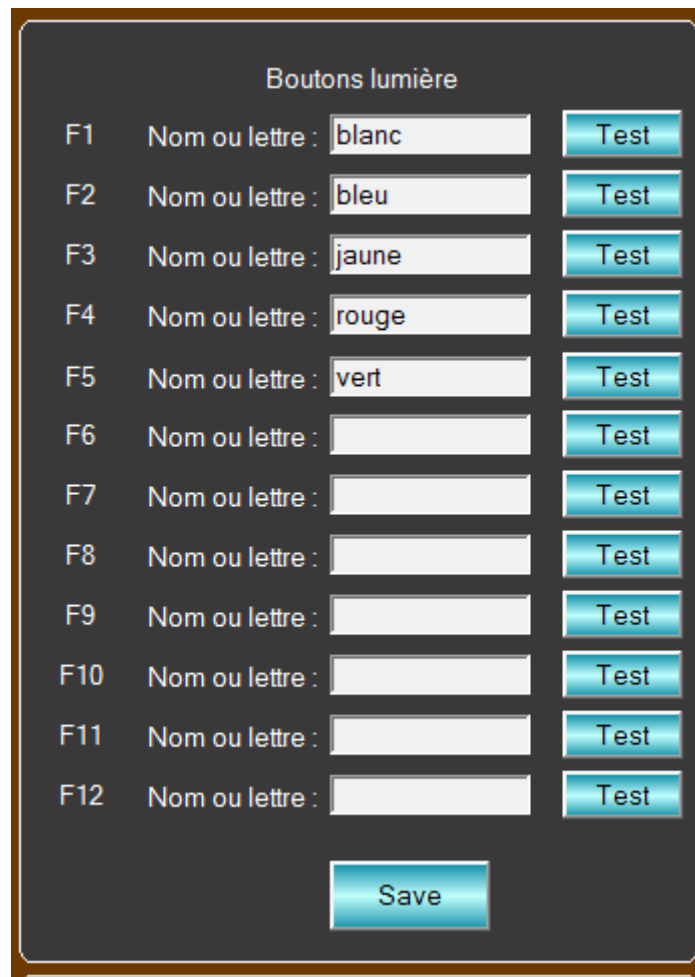 Boutons lumière
F1 Nom ou lettre : blanc Test
F2 Nom ou lettre : bleu Test
F3 Nom ou lettre : jaune Test
F4 Nom ou lettre : rouge Test
F5 Nom ou lettre : vert Test
F6 Nom ou lettre : Test
F7 Nom ou lettre : Test
F8 Nom ou lettre : Test
F9 Nom ou lettre : Test
F10 Nom ou lettre : Test
F11 Nom ou lettre : Test
F12 Nom ou lettre : Test
Save